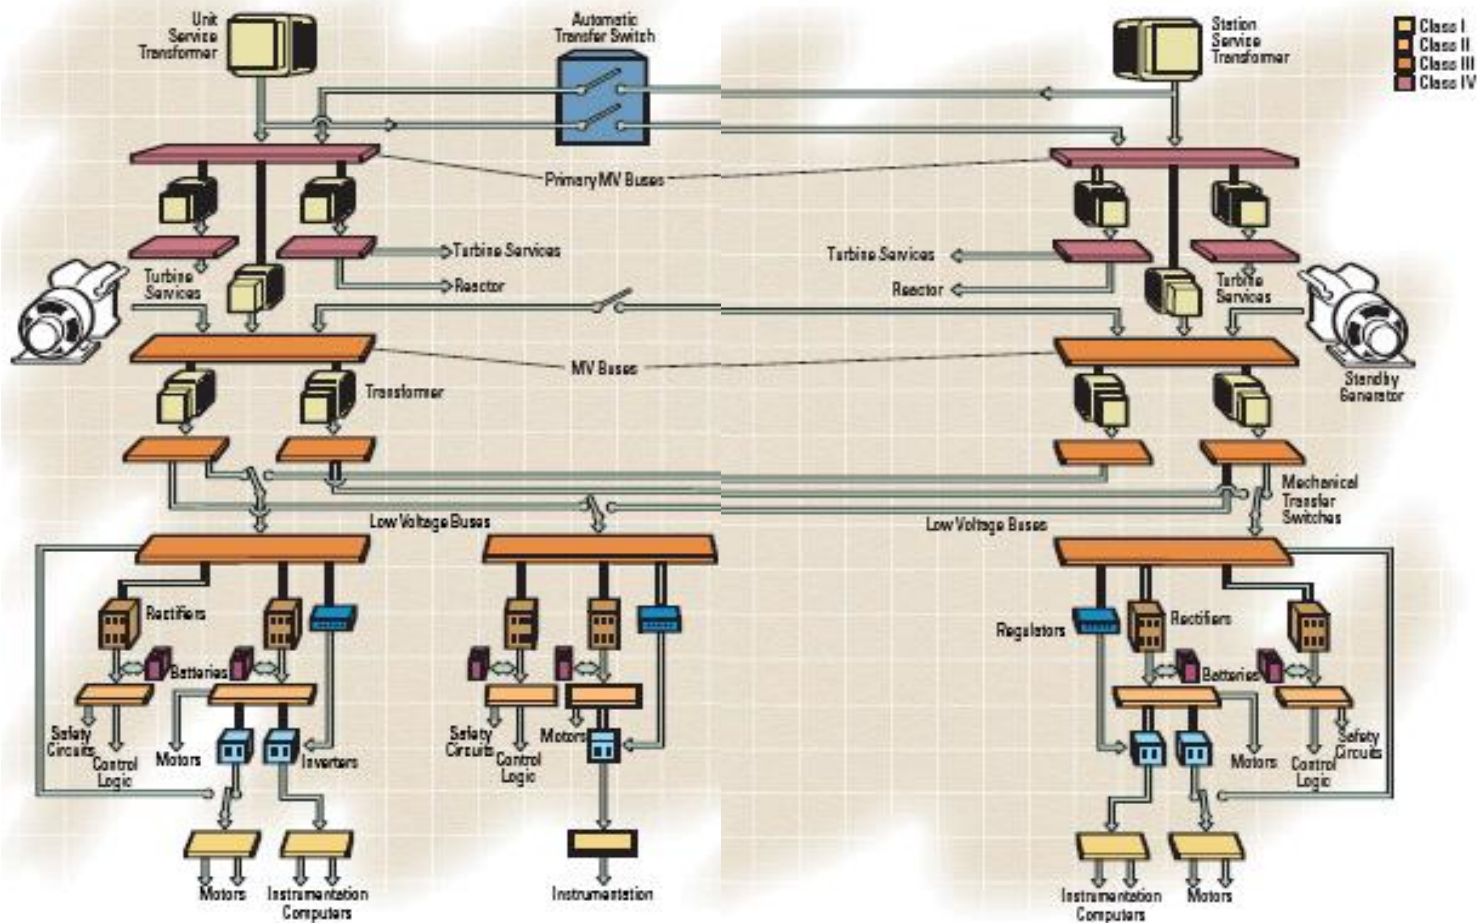 Unit
Service
Transformer
Automatic
Transfer Switch
Station
Service
Transformer
Class I
Class II
Class III
Class IV
Primary MV Buses
Turbine Services
Turbine Services
Turbine
Services
Reactor
Reactor
Turbine
Services
MV Buses
Transformer
Standby
Generator
Mechanical
Transfer
Switches
Low Voltage Buses
Low Voltage Buses
Rectifiers
Regulators
Rectifiers
Batteries
Batteries
Safety
Circuits
Control
Logic
Motors
Inverters
Safety
Circuits
Control
Logic
Motors
Motors
Control
Logic
Safety
Circuits
Motors
Instrumentation
Computers
Instrumentation
Instrumentation
Computers
Motors